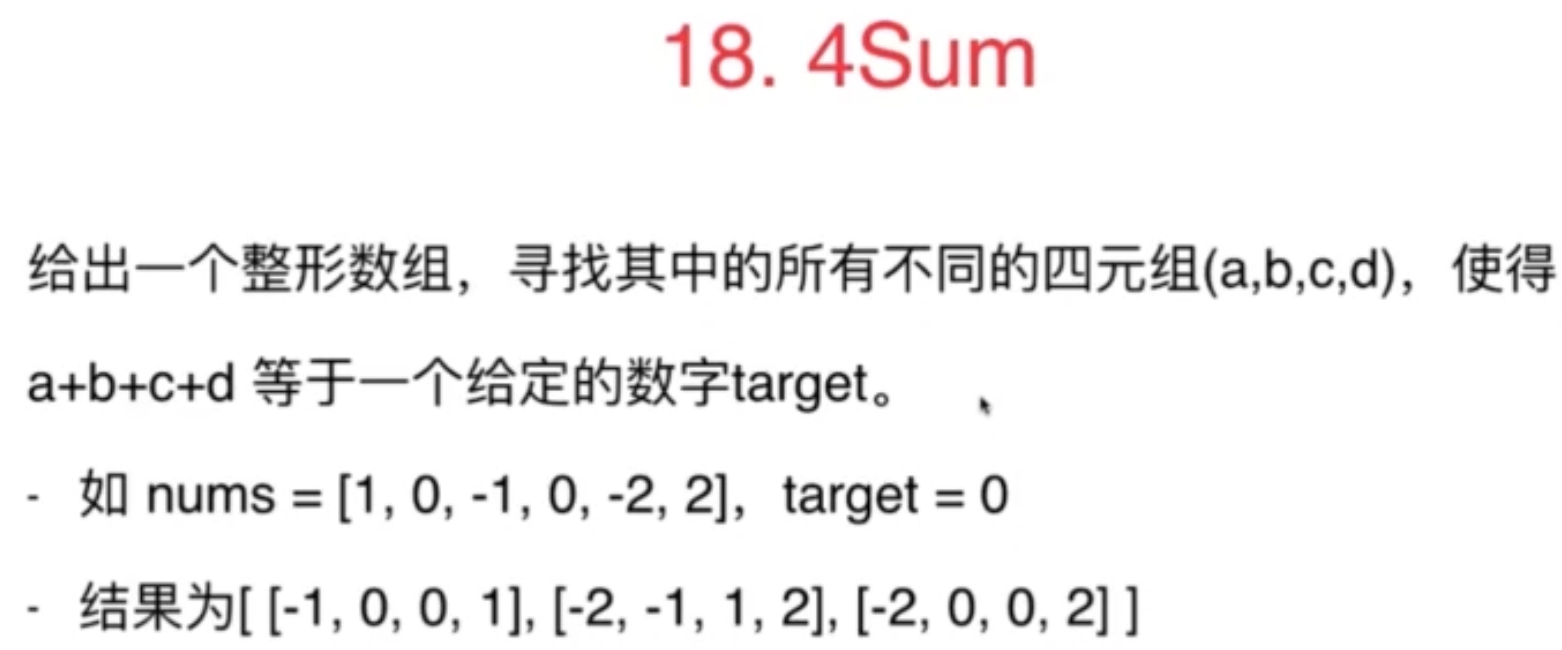 18. 4Sum
给出一个整形数组，寻找其中的所有不同的四元组(a,b,c,d)，使得
a+b+c+d 等于一个给定的数字target。
- 如 nums = [1, 0, -1, 0, -2, 2]，target = 0
- 结果为[ [-1, 0, 0, 1], [-2, -1, 1, 2], [-2, 0, 0, 2] ]